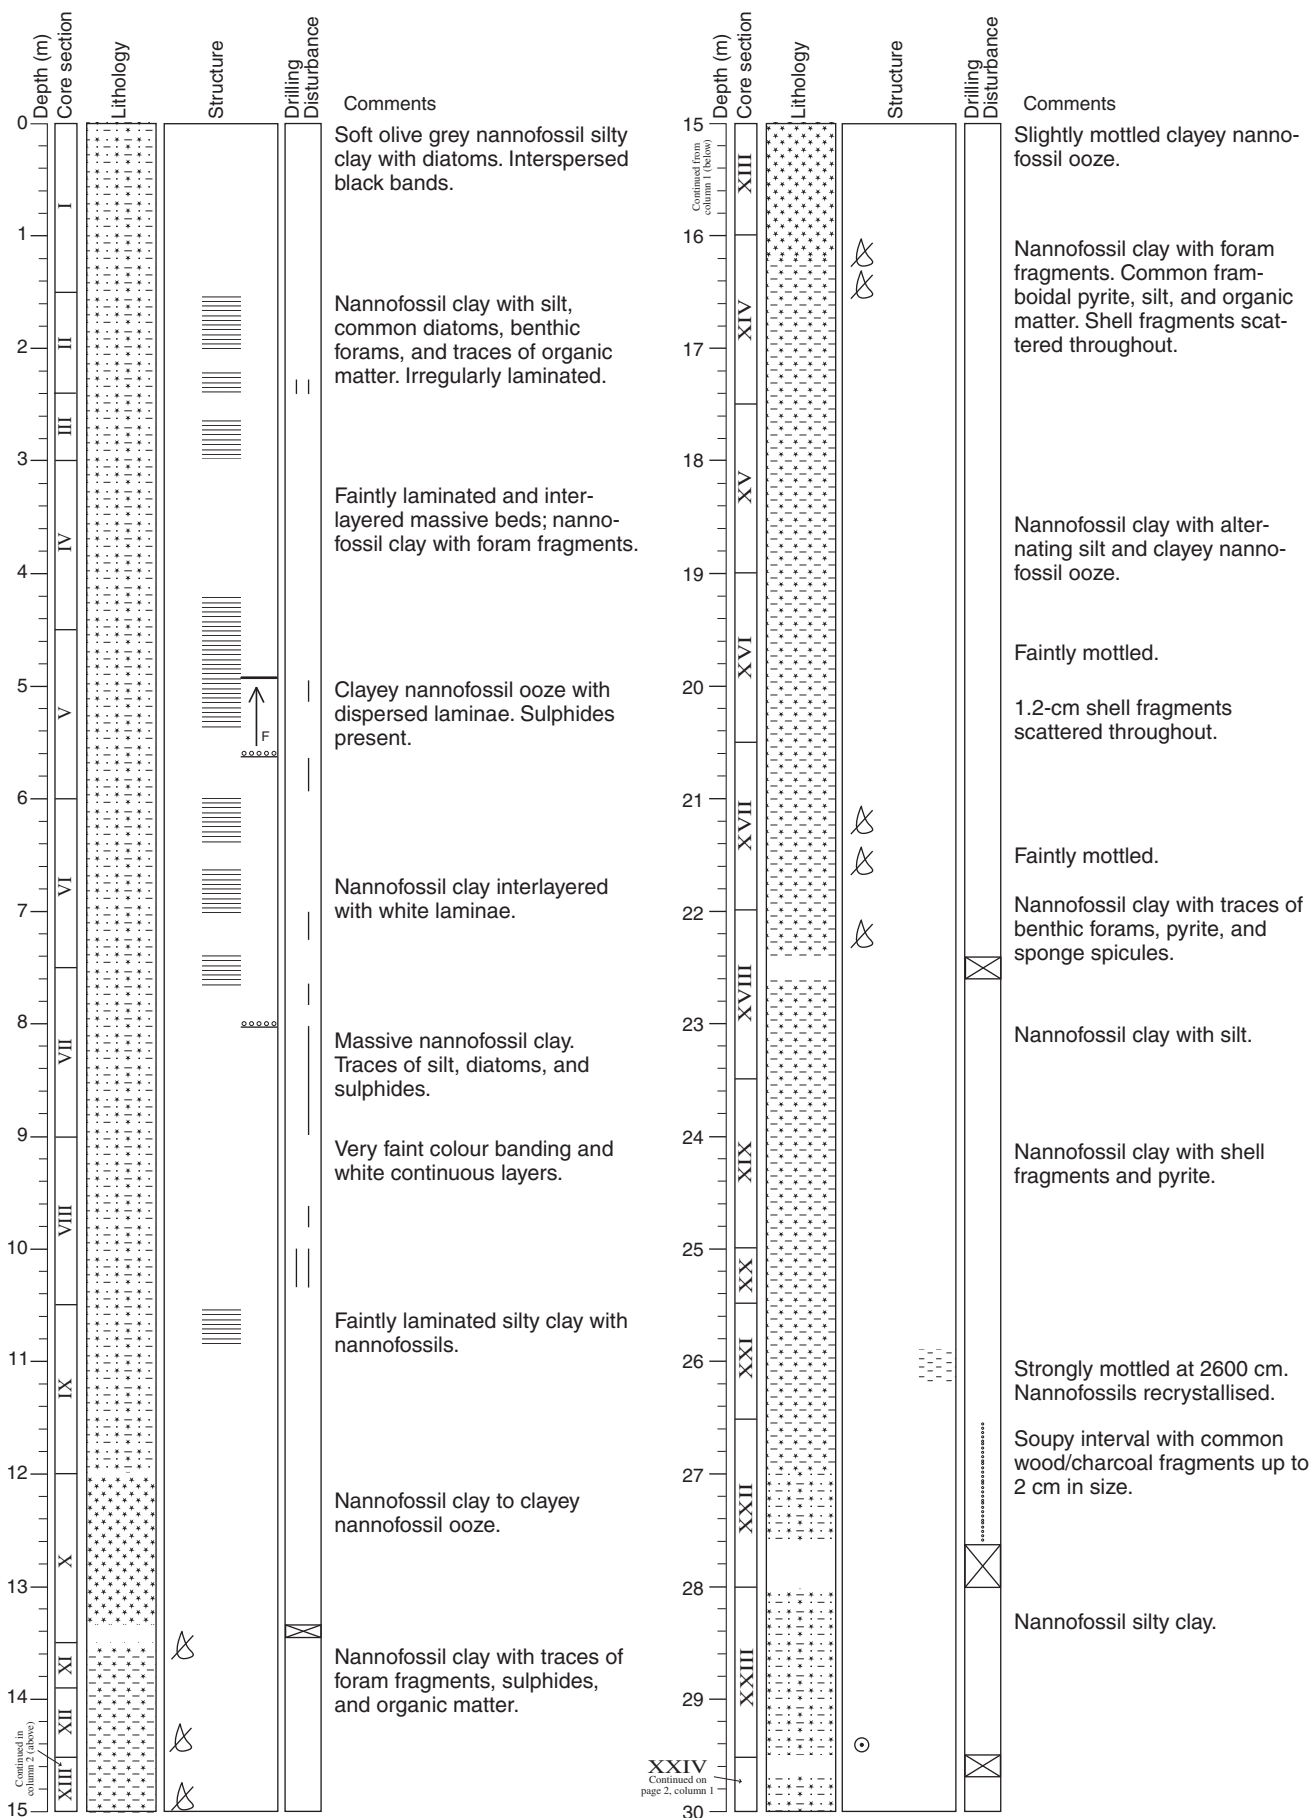 Depth (m)
Core section
Lithology
Structure
Drilling
Disturbance
Comments
0
1
2
3
4
5
6
7
8
9
10
11
12
13
14
15
I
II
III
IV
V
VI
VII
VIII
IX
X
XI
XII
XIII
Continued in
column 2 (above)
F
Soft olive grey nannofossil silty
clay with diatoms. Interspersed
black bands.
Nannofossil clay with silt,
common diatoms, benthic
forams, and traces of organic
matter. Irregularly laminated.
Faintly laminated and inter-
layered massive beds; nanno-
fossil clay with foram fragments.
Clayey nannofossil ooze with
dispersed laminae. Sulphides
present.
Nannofossil clay interlayered
with white laminae.
Massive nannofossil clay.
Traces of silt, diatoms, and
sulphides.
Very faint colour banding and
white continuous layers.
Faintly laminated silty clay with
nannofossils.
Nannofossil clay to clayey
nannofossil ooze.
Nannofossil clay with traces of
foram fragments, sulphides,
and organic matter.
Depth (m)
Core section
Lithology
Structure
Drilling
Disturbance
Comments
15
16
17
18
19
20
21
22
23
24
25
26
27
28
29
30
Continued from
column 1 (below)
XIII
XIV
XV
XVI
XVII
XVIII
XIX
XX
XXI
XXII
XXIII
XXIV
Continued on
page 2, column 1
Slightly mottled clayey nanno-
fossil ooze.
Nannofossil clay with foram
fragments. Common fram-
boidal pyrite, silt, and organic
matter. Shell fragments scat-
tered throughout.
Nannofossil clay with alter-
nating silt and clayey nanno-
fossil ooze.
Faintly mottled.
1.2-cm shell fragments
scattered throughout.
Faintly mottled.
Nannofossil clay with traces of
benthic forams, pyrite, and
sponge spicules.
Nannofossil clay with silt.
Nannofossil clay with shell
fragments and pyrite.
Strongly mottled at 2600 cm.
Nannofossils recrystallised.
Soupy interval with common
wood/charcoal fragments up to
2 cm in size.
Nannofossil silty clay.